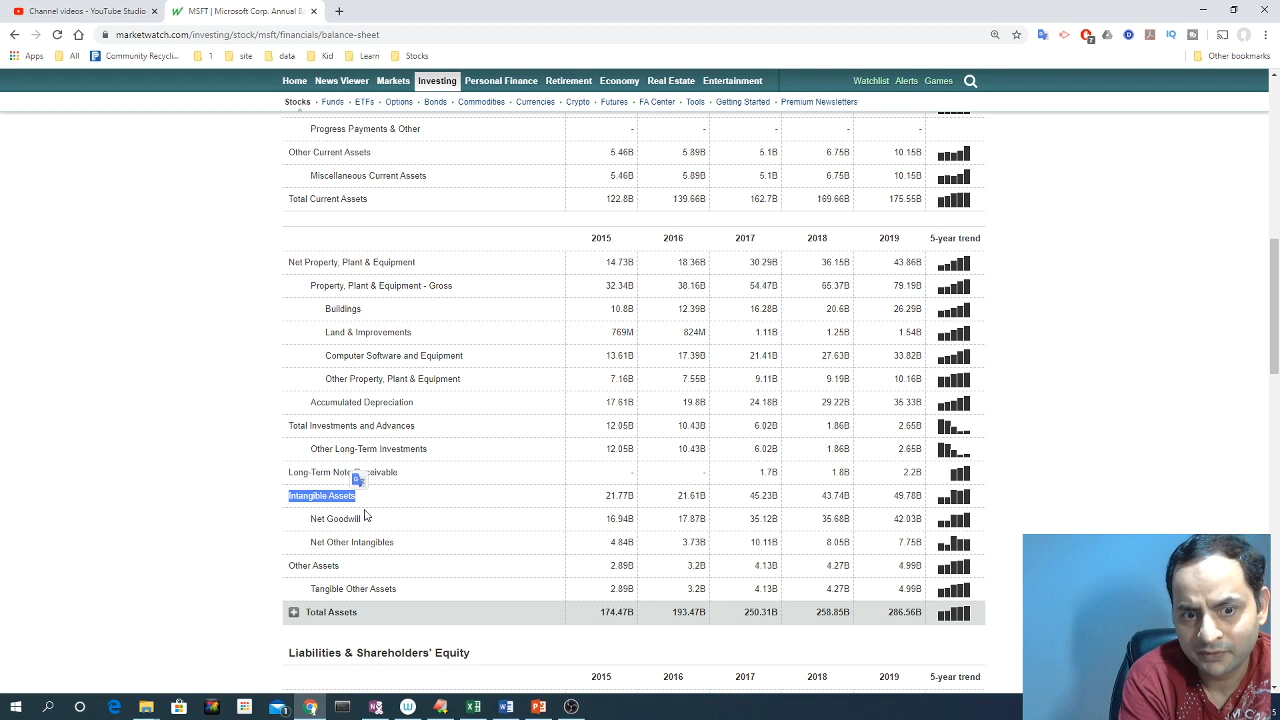 Channel videos - YouTube Studio
MSFT | Microsoft Corp. Annual B
marketwatch.com/investing/stock/msft/financials/balance-sheet
7
Apps All Community Recycli... 1 site data Kid Learn Stocks Other bookmarks
Home News Viewer Markets Investing Personal Finance Retirement Economy Real Estate Entertainment Watchlist Alerts Games
Stocks · Funds · ETFs · Options · Bonds · Commodities · Currencies · Crypto · Futures · FA Center · Tools · Getting Started · Premium Newsletters
Progress Payments & Other - - - - -
Other Current Assets 5.46B 5.89B 5.1B 6.75B 10.15B
Miscellaneous Current Assets 5.46B 5.89B 5.1B 6.75B 10.15B
Total Current Assets 122.8B 139.66B 162.7B 169.66B 175.55B
2015 2016 2017 2018 2019 5-year trend
Net Property, Plant & Equipment 14.73B 18.36B 30.29B 36.15B 43.86B
Property, Plant & Equipment - Gross 32.34B 38.16B 54.47B 65.37B 79.19B
Buildings 10.8B 12.39B 16.28B 20.6B 26.29B
Land & Improvements 769M 824M 1.11B 1.25B 1.54B
Computer Software and Equipment 13.61B 17.39B 21.41B 27.63B 33.82B
Other Property, Plant & Equipment 7.16B 7.55B 9.11B 9.19B 10.16B
Accumulated Depreciation 17.61B 19.8B 24.18B 29.22B 35.33B
Total Investments and Advances 12.05B 10.43B 6.02B 1.86B 2.65B
Other Long-Term Investments 12.05B 10.43B 6.02B 1.86B 2.65B
Long-Term Note - - 1.7B 1.8B 2.2B
Intangible Assets 21.77B 21.61B 45.23B 43.74B 49.78B
Net Goodwill 16.94B 17.87B 35.12B 35.68B 42.03B
Net Other Intangibles 4.84B 3.73B 10.11B 8.05B 7.75B
Other Assets 2.89B 3.2B 4.13B 4.27B 4.99B
Tangible Other Assets 2.89B 3.2B 4.13B 4.27B 4.99B
Total Assets 174.47B 193.47B 250.31B 258.85B 286.56B
Liabilities & Shareholders' Equity
2015 2016 2017 2018 2019 5-year trend